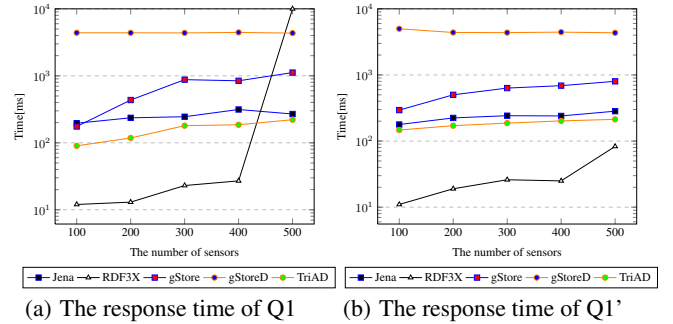 10^4
10^3
10^2
10^1
Time[ms]
100 200 300 400 500
The number of sensors
Jena RDF3X gStore gStoreD TriAD
(a) The response time of Q1
10^4
10^3
10^2
10^1
Time[ms]
100 200 300 400 500
The number of sensors
Jena RDF3X gStore gStoreD TriAD
(b) The response time of Q1’